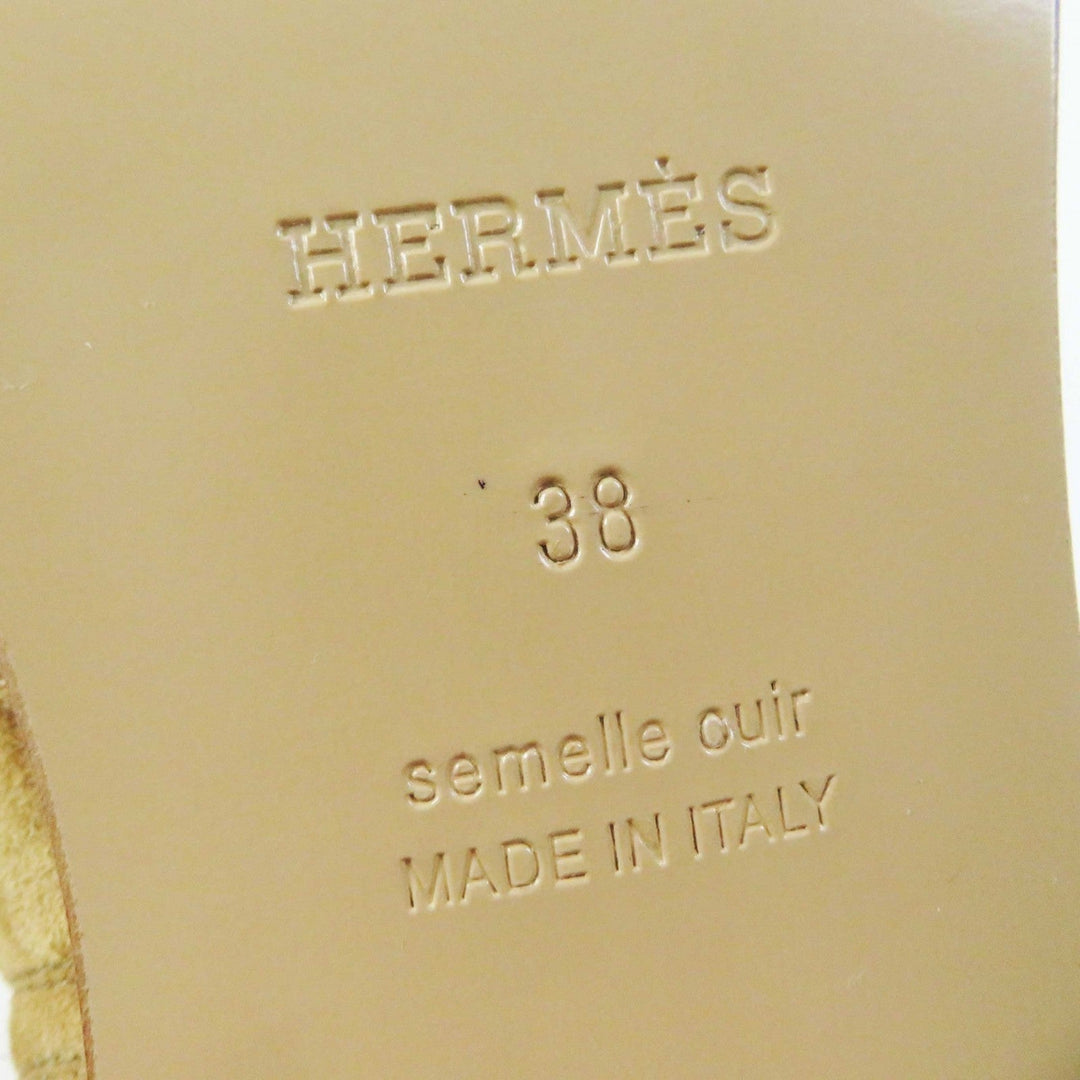 HERMÈS
38
semelle cuir
MADE IN ITALY